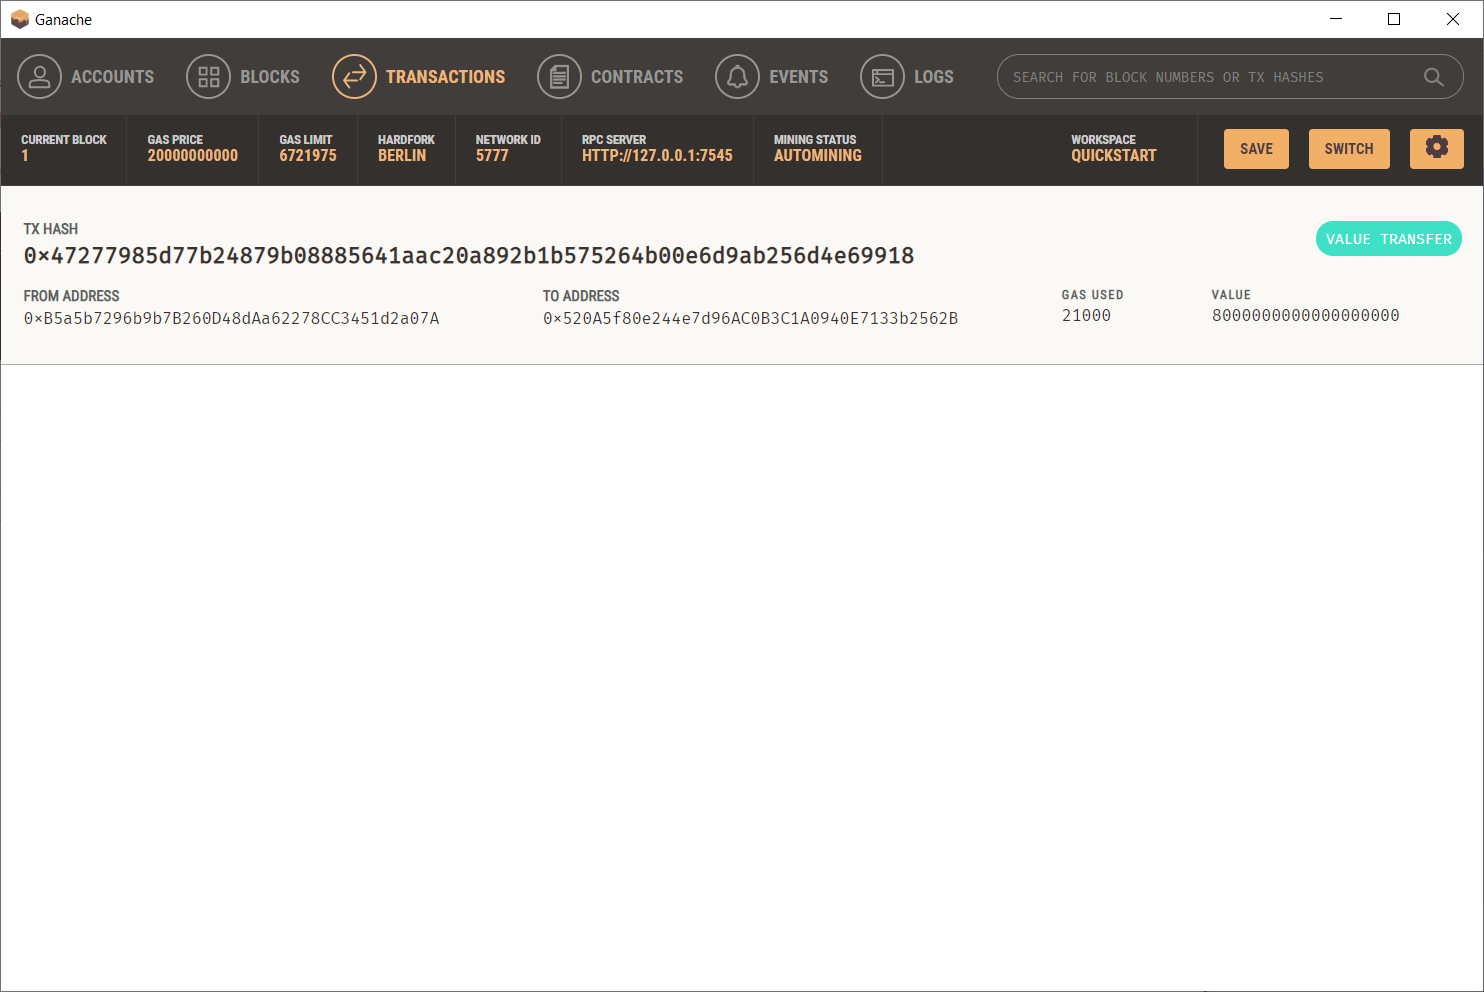 Ganache
ACCOUNTS BLOCKS TRANSACTIONS CONTRACTS EVENTS LOGS SEARCH FOR BLOCK NUMBERS OR TX HASHES
CURRENT BLOCK GAS PRICE GAS LIMIT HARDFORK NETWORK ID RPC SERVER MINING STATUS WORKSPACE
1 20000000000 6721975 BERLIN 5777 HTTP://127.0.0.1:7545 AUTOMINING QUICKSTART SAVE SWITCH
TX HASH
0×47277985d77b24879b08885641aac20a892b1b575264b00e6d9ab256d4e69918 VALUE TRANSFER
FROM ADDRESS TO ADDRESS GAS USED VALUE
0×B5a5b7296b9b7B260D48dAa62278CC3451d2a07A 0×520A5f80e244e7d96AC0B3C1A0940E7133b2562B 21000 8000000000000000000